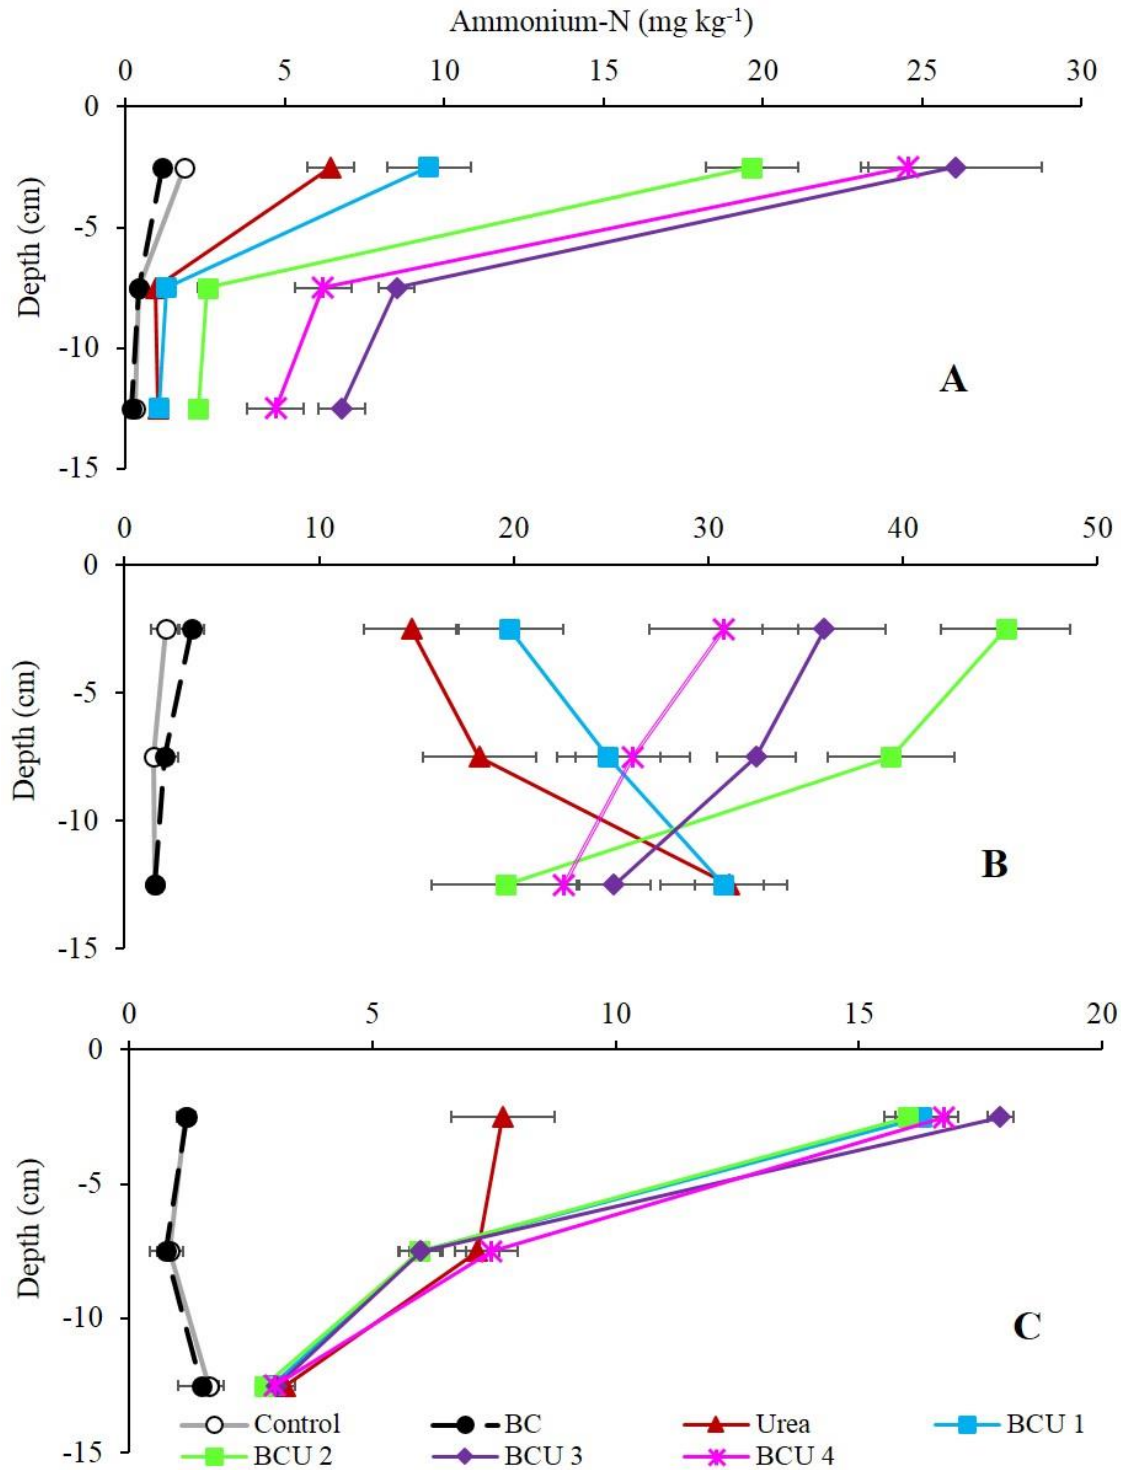 Ammonium-N (mg kg⁻¹)
0 5 10 15 20 25 30
0
-5
-10
-15
Depth (cm)
A
0 10 20 30 40 50
0
-5
-10
-15
Depth (cm)
B
0 5 10 15 20
0
-5
-10
-15
Depth (cm)
C
Control BC Urea BCU 1
BCU 2 BCU 3 BCU 4